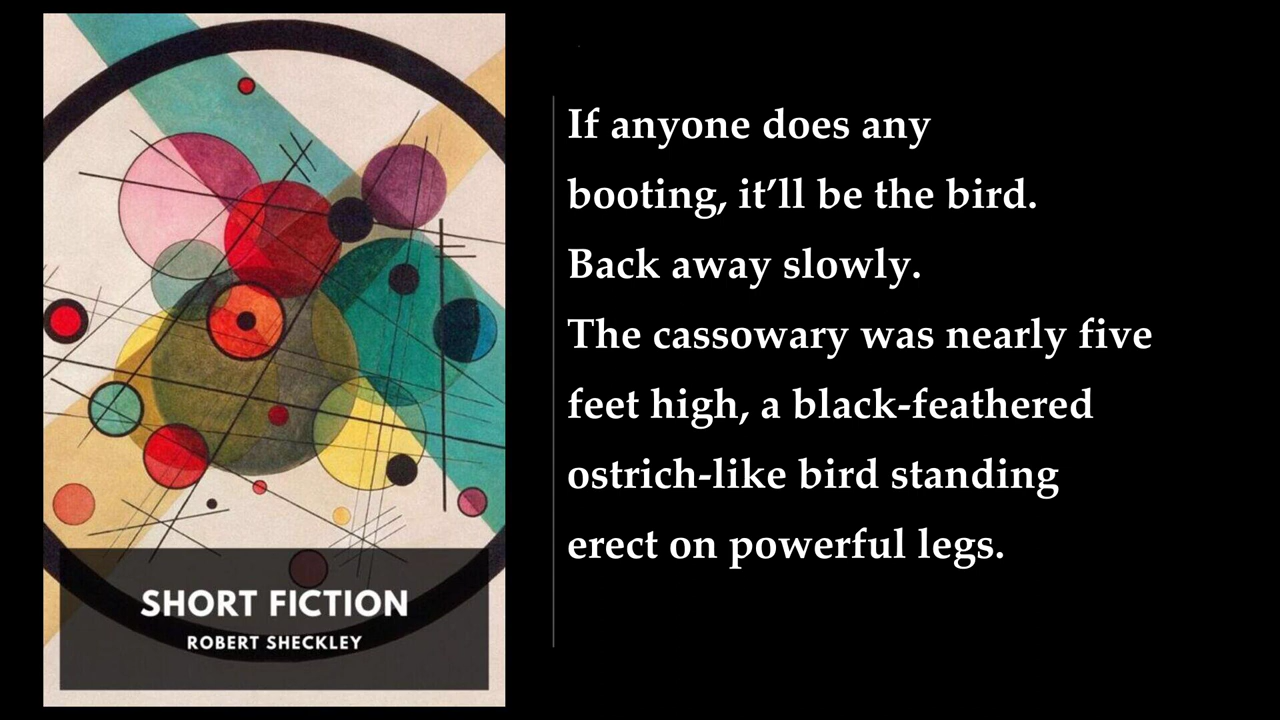 SHORT FICTION
ROBERT SHECKLEY
If anyone does any
booting, it’ll be the bird.
Back away slowly.
The cassowary was nearly five
feet high, a black-feathered
ostrich-like bird standing
erect on powerful legs.